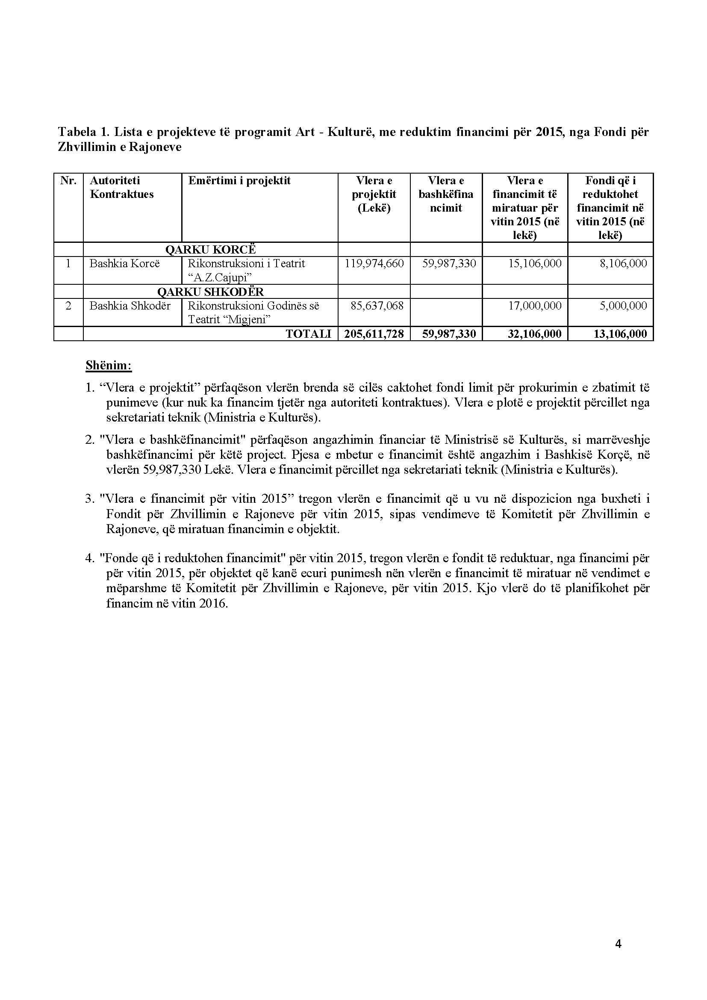 Tabela 1. Lista e projekteve të programit Art - Kulturë, me reduktim financimi për 2015, nga Fondi për
Zhvillimin e Rajoneve
Nr. Autoriteti Kontraktues Emërtimi i projektit Vlera e projektit (Lekë) Vlera e bashkëfina ncimit Vlera e financimit të miratuar për vitin 2015 (në lekë) Fondi që i reduktohet financimit në vitin 2015 (në lekë)
QARKU KORCË
1 Bashkia Korcë Rikonstruksioni i Teatrit 119,974,660 59,987,330 15,106,000 8,106,000
“A.Z.Cajupi”
QARKU SHKODËR
2 Bashkia Shkodër Rikonstruksioni Godinës së 85,637,068 17,000,000 5,000,000
Teatrit “Migjeni”
TOTALI 205,611,728 59,987,330 32,106,000 13,106,000
Shënim:
1. “Vlera e projektit” përfaqëson vlerën brenda së cilës caktohet fondi limit për prokurimin e zbatimit të
punimeve (kur nuk ka financim tjetër nga autoriteti kontraktues). Vlera e plotë e projektit përcillet nga
sekretariati teknik (Ministria e Kulturës).
2. "Vlera e bashkëfinancimit" përfaqëson angazhimin financiar të Ministrisë së Kulturës, si marrëveshje
bashkëfinancimi për këtë project. Pjesa e mbetur e financimit është angazhim i Bashkisë Korçë, në
vlerën 59,987,330 Lekë. Vlera e financimit përcillet nga sekretariati teknik (Ministria e Kulturës).
3. "Vlera e financimit për vitin 2015” tregon vlerën e financimit që u vu në dispozicion nga buxheti i
Fondit për Zhvillimin e Rajoneve për vitin 2015, sipas vendimeve të Komitetit për Zhvillimin e
Rajoneve, që miratuan financimin e objektit.
4. "Fonde që i reduktohen financimit" për vitin 2015, tregon vlerën e fondit të reduktuar, nga financimi për
për vitin 2015, për objektet që kanë ecuri punimesh nën vlerën e financimit të miratuar në vendimet e
mëparshme të Komitetit për Zhvillimin e Rajoneve, për vitin 2015. Kjo vlerë do të planifikohet për
financim në vitin 2016.
4